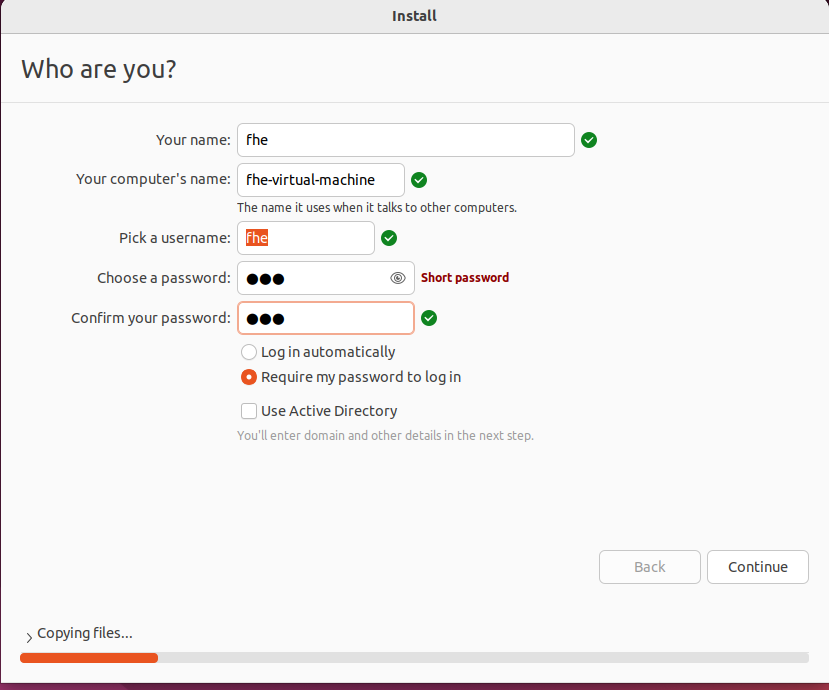 Install
Who are you?
Your name: fhe
Your computer's name: fhe-virtual-machine
The name it uses when it talks to other computers.
Pick a username: fhe
Choose a password: ●●● Short password
Confirm your password: ●●●
Log in automatically
Require my password to log in
Use Active Directory
You'll enter domain and other details in the next step.
Back Continue
Copying files...